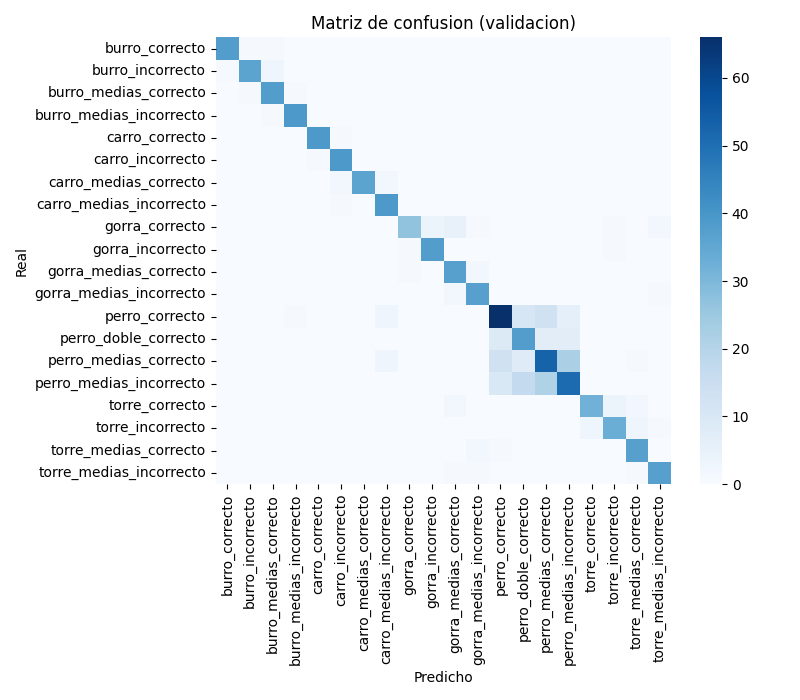 Matriz de confusion (validacion)
Real
burro_correcto
burro_incorrecto
burro_medias_correcto
burro_medias_incorrecto
carro_correcto
carro_incorrecto
carro_medias_correcto
carro_medias_incorrecto
gorra_correcto
gorra_incorrecto
gorra_medias_correcto
gorra_medias_incorrecto
perro_correcto
perro_doble_correcto
perro_medias_correcto
perro_medias_incorrecto
torre_correcto
torre_incorrecto
torre_medias_correcto
torre_medias_incorrecto
burro_correcto
burro_incorrecto
burro_medias_correcto
burro_medias_incorrecto
carro_correcto
carro_incorrecto
carro_medias_correcto
carro_medias_incorrecto
gorra_correcto
gorra_incorrecto
gorra_medias_correcto
gorra_medias_incorrecto
perro_correcto
perro_doble_correcto
perro_medias_correcto
perro_medias_incorrecto
torre_correcto
torre_incorrecto
torre_medias_correcto
torre_medias_incorrecto
Predicho
60
50
40
30
20
10
0